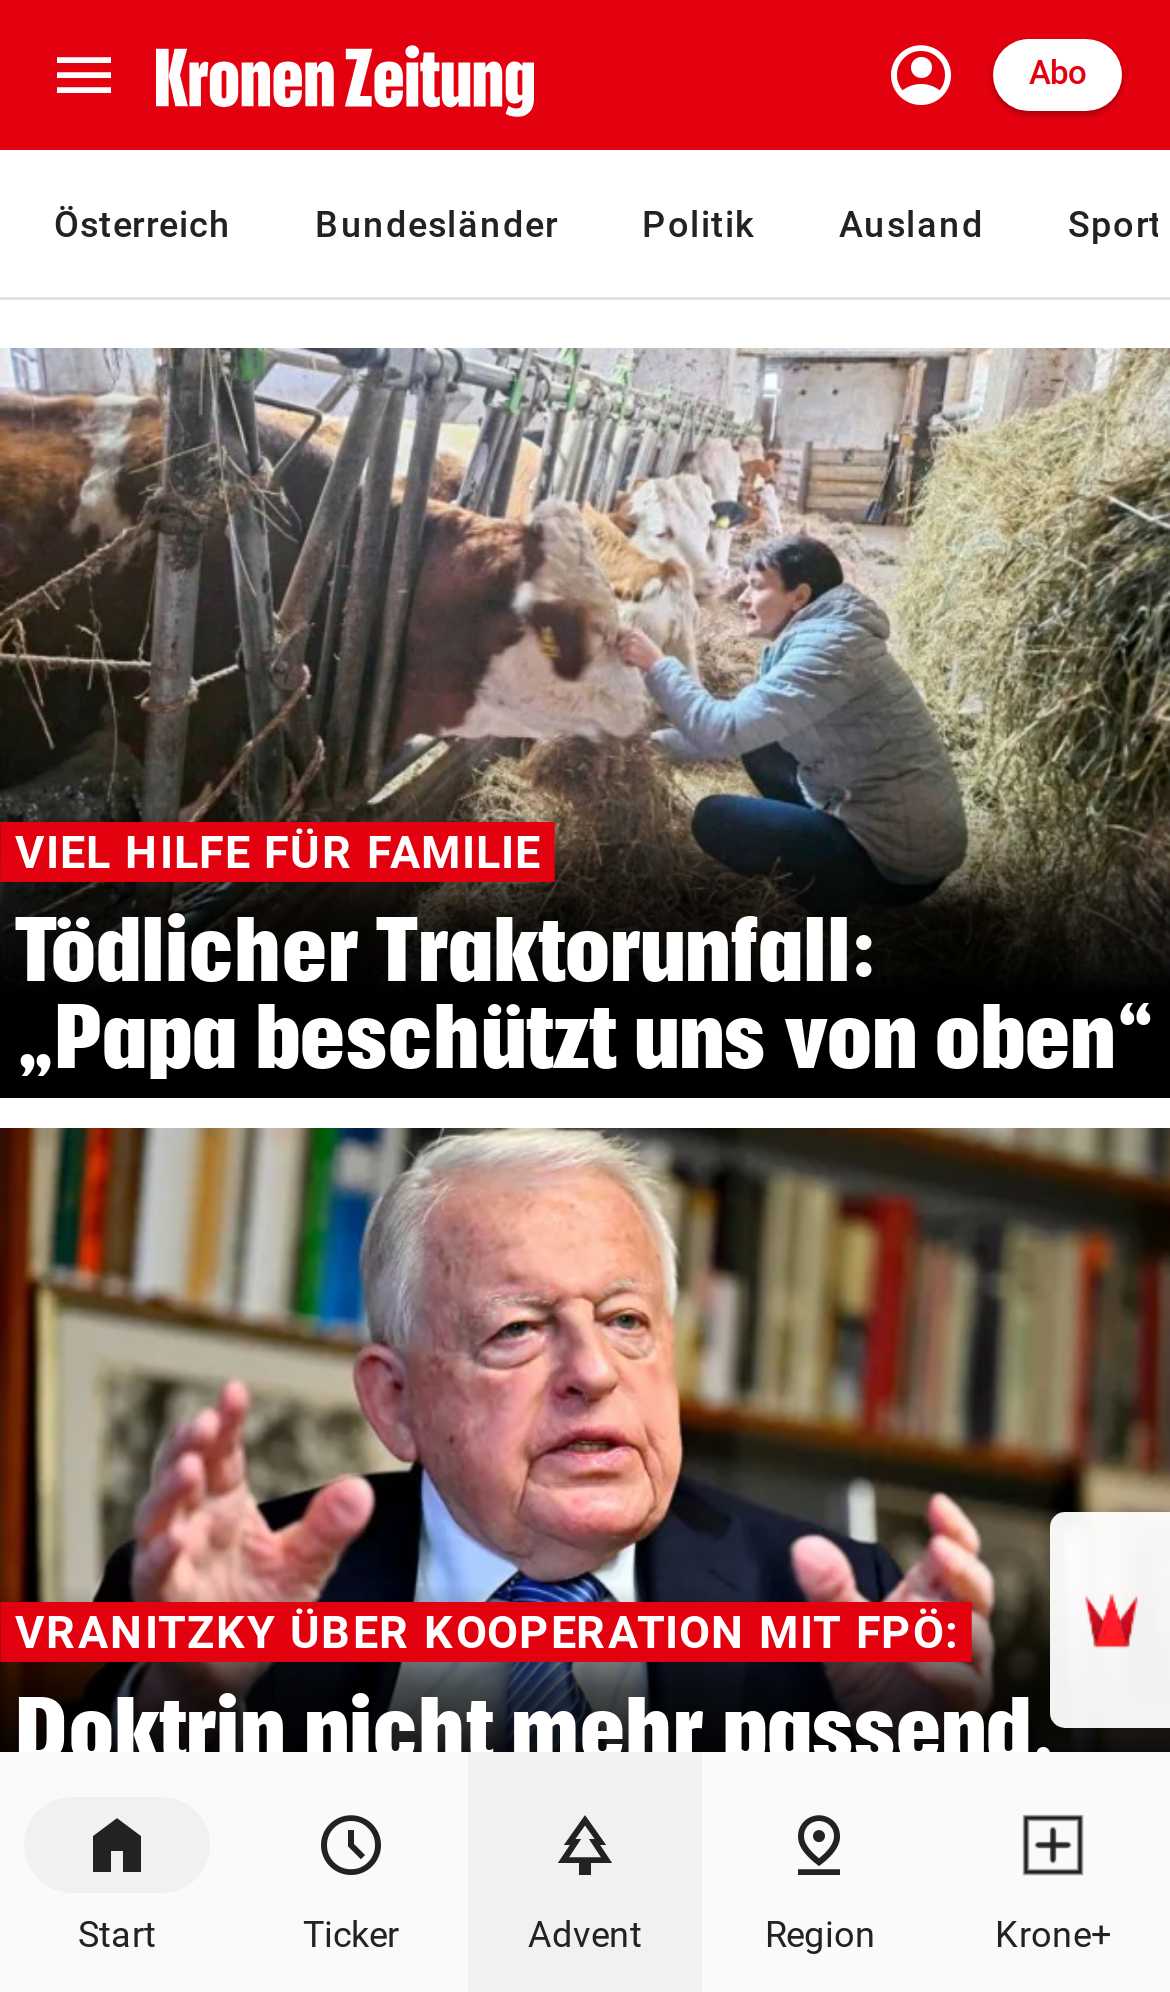 Kronen Zeitung
Abo
Österreich Bundesländer Politik Ausland Sport
VIEL HILFE FÜR FAMILIE
Tödlicher Traktorunfall:
„Papa beschützt uns von oben“
VRANITZKY ÜBER KOOPERATION MIT FPÖ:
Doktrin nicht mehr passend,
Start Ticker Advent Region Krone+